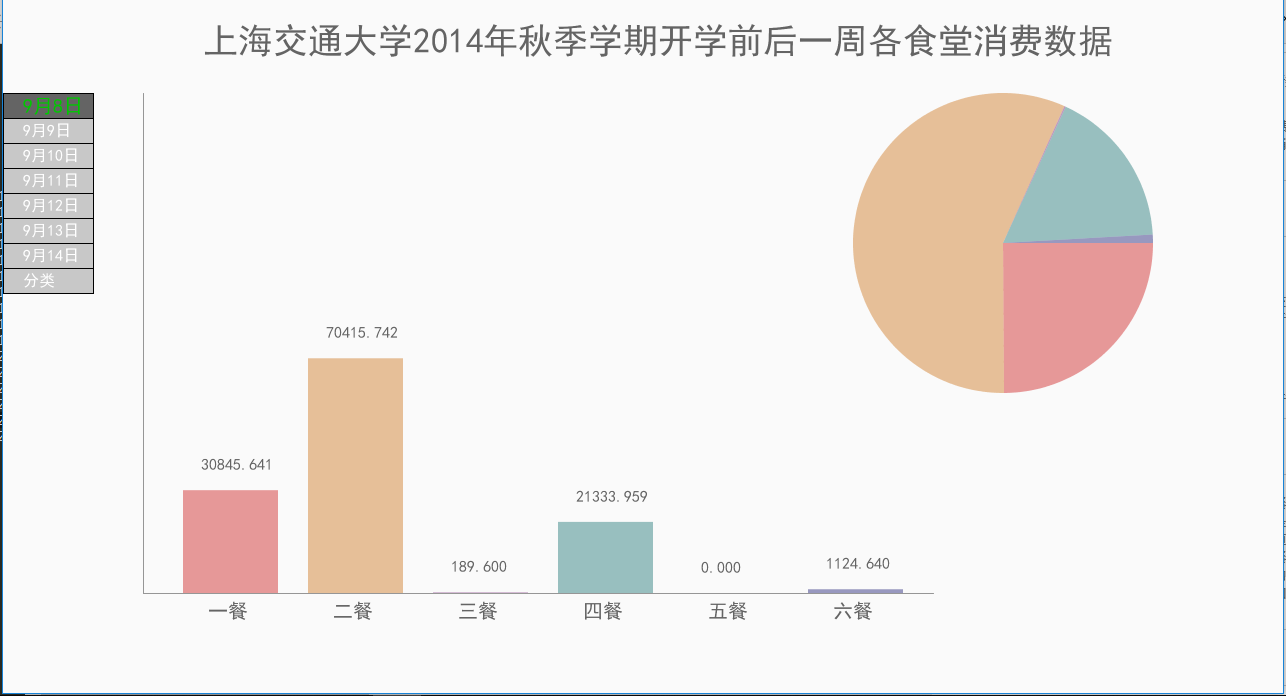 上海交通大学2014年秋季学期开学前后一周各食堂消费数据
9月8日
9月9日
9月10日
9月11日
9月12日
9月13日
9月14日
分类
70415.742
30845.641
21333.959
189.600
0.000
1124.640
一餐
二餐
三餐
四餐
五餐
六餐